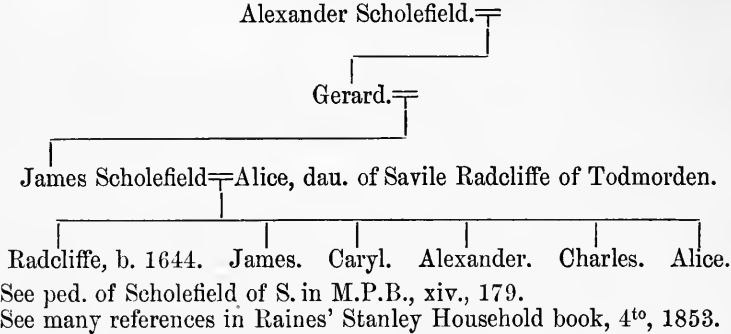 Alexander Scholefield.
Gerard.
James Scholefield=Alice, dau. of Savile Radcliffe of Todmorden.
Radcliffe, b. 1644. James. Caryl. Alexander. Charles. Alice.
See ped. of Scholefield of S. in M.P.B., xiv., 179.
See many references in Raines' Stanley Household book, 4to, 1853.